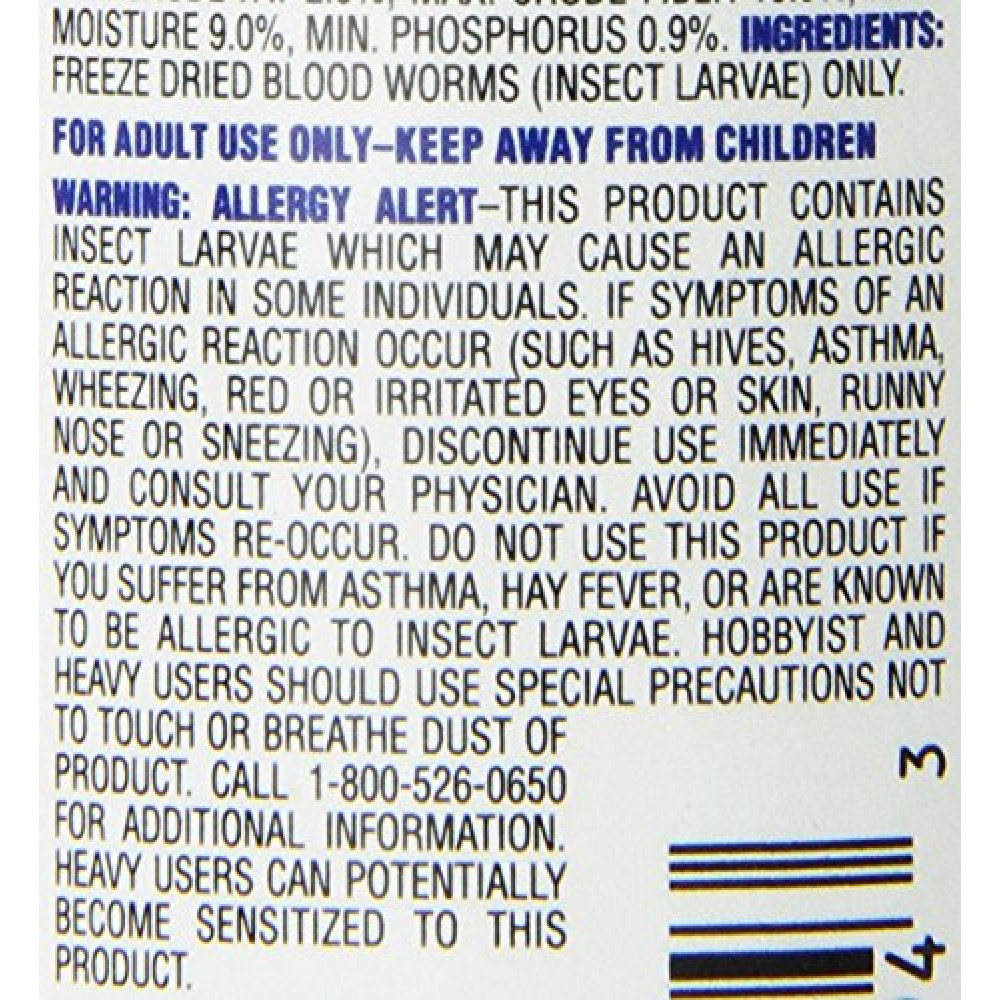 MOISTURE 9.0%, MIN. PHOSPHORUS 0.9%. INGREDIENTS:
FREEZE DRIED BLOOD WORMS (INSECT LARVAE) ONLY.
FOR ADULT USE ONLY–KEEP AWAY FROM CHILDREN
WARNING: ALLERGY ALERT–THIS PRODUCT CONTAINS
INSECT LARVAE WHICH MAY CAUSE AN ALLERGIC
REACTION IN SOME INDIVIDUALS. IF SYMPTOMS OF AN
ALLERGIC REACTION OCCUR (SUCH AS HIVES, ASTHMA,
WHEEZING, RED OR IRRITATED EYES OR SKIN, RUNNY
NOSE OR SNEEZING), DISCONTINUE USE IMMEDIATELY
AND CONSULT YOUR PHYSICIAN. AVOID ALL USE IF
SYMPTOMS RE-OCCUR. DO NOT USE THIS PRODUCT IF
YOU SUFFER FROM ASTHMA, HAY FEVER, OR ARE KNOWN
TO BE ALLERGIC TO INSECT LARVAE. HOBBYIST AND
HEAVY USERS SHOULD USE SPECIAL PRECAUTIONS NOT
TO TOUCH OR BREATHE DUST OF
PRODUCT. CALL 1-800-526-0650
FOR ADDITIONAL INFORMATION.
HEAVY USERS CAN POTENTIALLY
BECOME SENSITIZED TO THIS
PRODUCT.
3
4